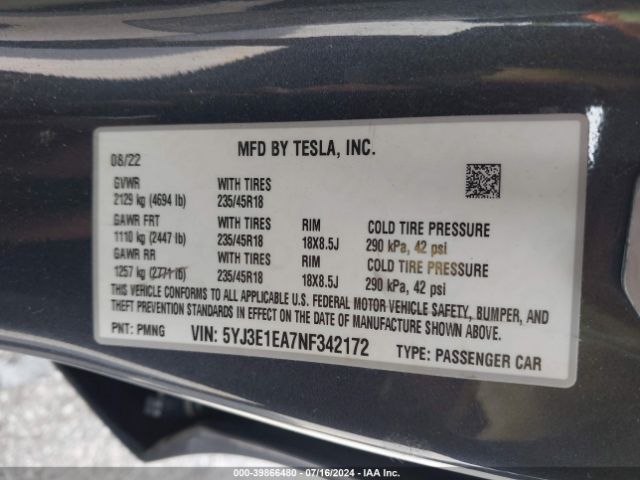 MFD BY TESLA, INC.
08/22
GVWR WITH TIRES
2129 kg (4694 lb) 235/45R18
GAWR FRT WITH TIRES RIM COLD TIRE PRESSURE
1110 kg (2447 lb) 235/45R18 18X8.5J 290 kPa, 42 psi
GAWR RR WITH TIRES RIM COLD TIRE PRESSURE
1257 kg (2771 lb) 235/45R18 18X8.5J 290 kPa, 42 psi
THIS VEHICLE CONFORMS TO ALL APPLICABLE U.S. FEDERAL MOTOR VEHICLE SAFETY, BUMPER, AND
THEFT PREVENTION STANDARDS IN EFFECT ON THE DATE OF MANUFACTURE SHOWN ABOVE.
PNT: PMNG VIN: 5YJ3E1EA7NF342172 TYPE: PASSENGER CAR
000-39866480 / 07/16/2024 - IAA Inc.